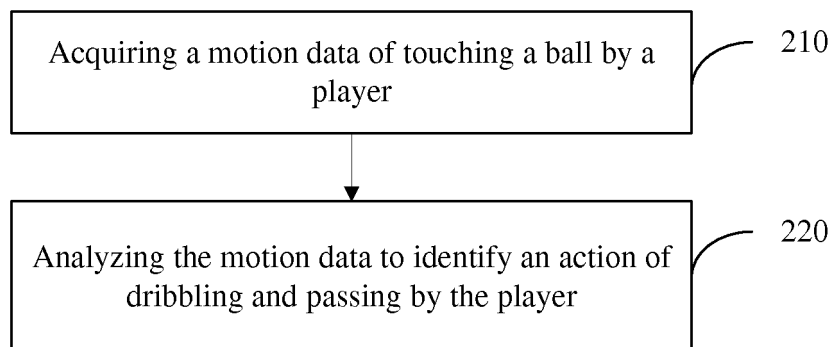 Acquiring a motion data of touching a ball by a
player
210
Analyzing the motion data to identify an action of
dribbling and passing by the player
220